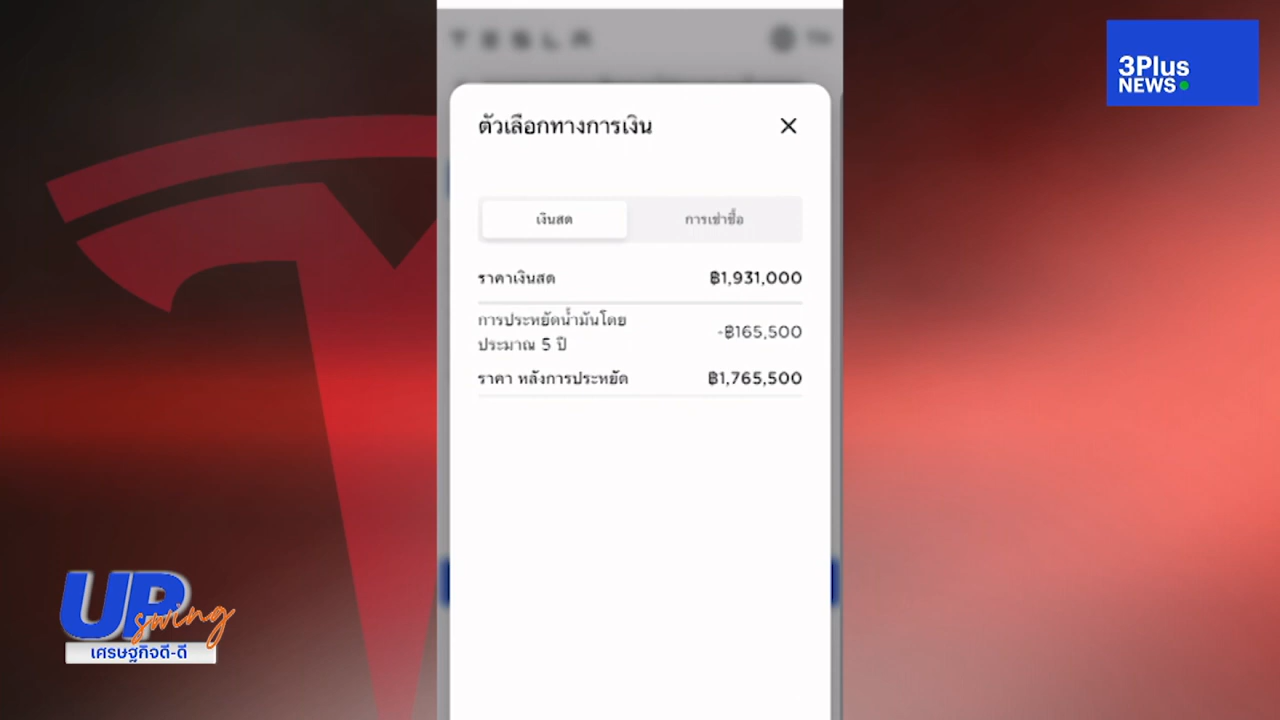 TESLA
TH
3Plus
NEWS
ตัวเลือกทางการเงิน
เงินสด
การเช่าซื้อ
ราคาเงินสด ฿1,931,000
การประหยัดน้ำมันโดย
ประมาณ 5 ปี -฿165,500
ราคา หลังการประหยัด ฿1,765,500
UP
swing
เศรษฐกิจดี-ดี